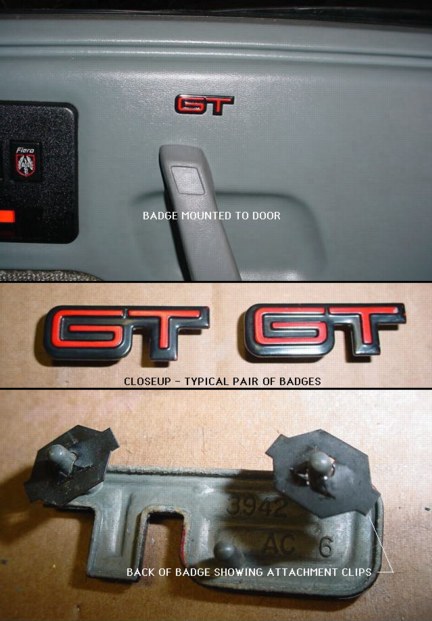 GT
Fiero
BADGE MOUNTED TO DOOR
GT GT
CLOSEUP - TYPICAL PAIR OF BADGES
3942
AC 6
BACK OF BADGE SHOWING ATTACHMENT CLIPS